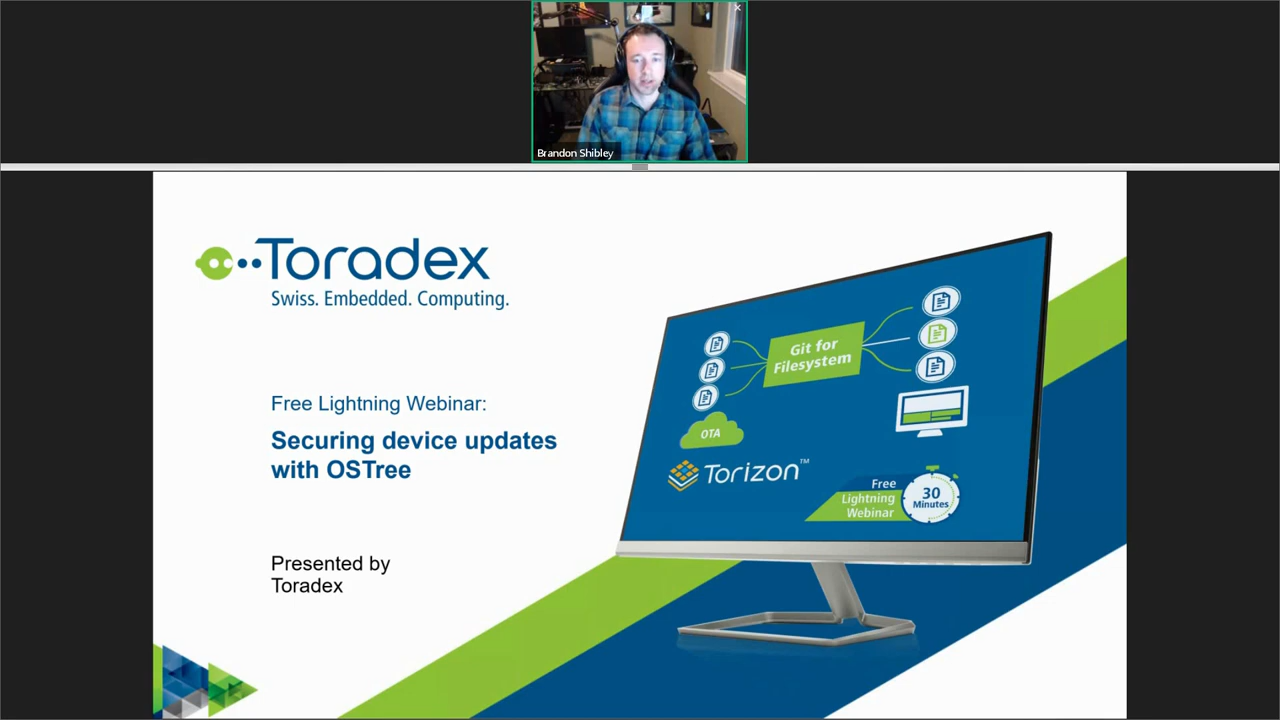 Brandon Shibley
Toradex
Swiss. Embedded. Computing.
Free Lightning Webinar:
Securing device updates
with OSTree
Presented by
Toradex
Git for
Filesystem
OTA
Torizon™
Free
Lightning
Webinar
30
Minutes